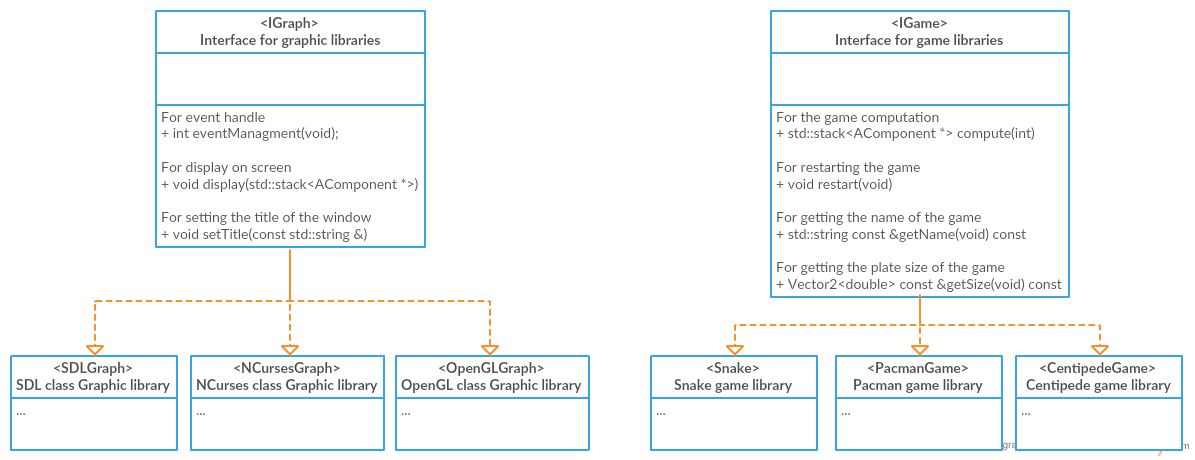 <IGraph>
Interface for graphic libraries
For event handle
+ int eventManagment(void);
For display on screen
+ void display(std::stack<AComponent *>)
For setting the title of the window
+ void setTitle(const std::string &)
<IGame>
Interface for game libraries
For the game computation
+ std::stack<AComponent *> compute(int)
For restarting the game
+ void restart(void)
For getting the name of the game
+ std::string const &getName(void) const
For getting the plate size of the game
+ Vector2<double> const &getSize(void) const
<SDLGraph>
SDL class Graphic library
...
<NCursesGraph>
NCurses class Graphic library
...
<OpenGLGraph>
OpenGL class Graphic library
...
<Snake>
Snake game library
...
<PacmanGame>
Pacman game library
...
<CentipedeGame>
Centipede game library
...